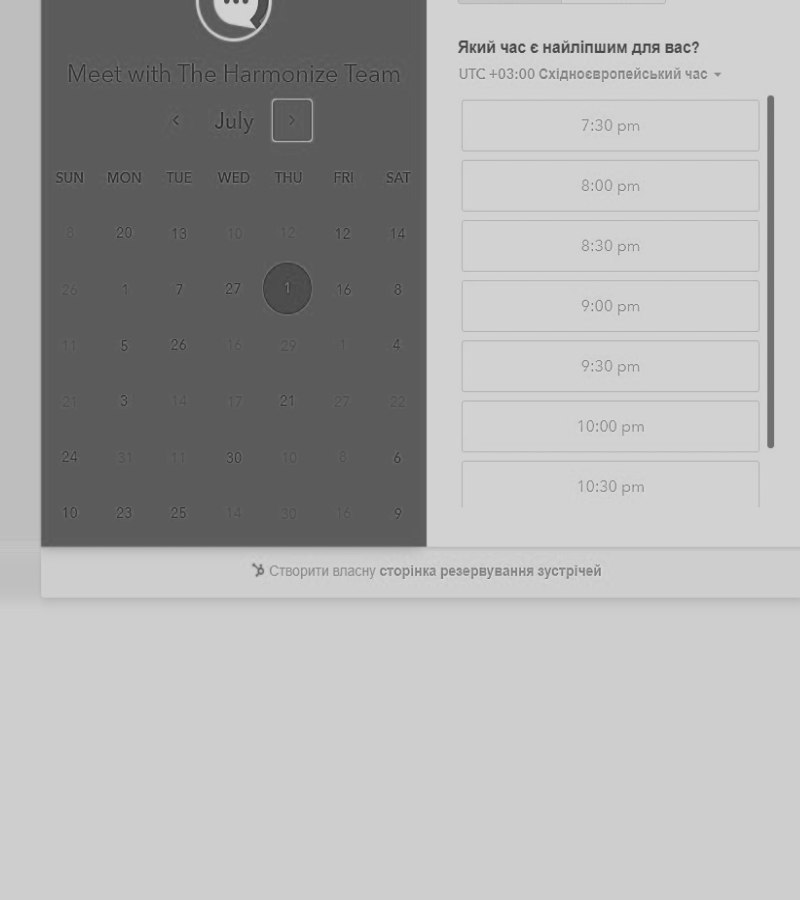 Meet with The Harmonize Team
July
SUN MON TUE WED THU FRI SAT
8 20 13 10 12 12 14
26 1 7 27 1 16 8
11 5 26 16 29 1 4
21 3 14 17 21 27 22
24 31 11 30 10 8 6
10 23 25 14 30 16 9
Який час є найліпшим для вас?
UTC +03:00 Східноєвропейський час
7:30 pm
8:00 pm
8:30 pm
9:00 pm
9:30 pm
10:00 pm
10:30 pm
Створити власну сторінка резервування зустрічей